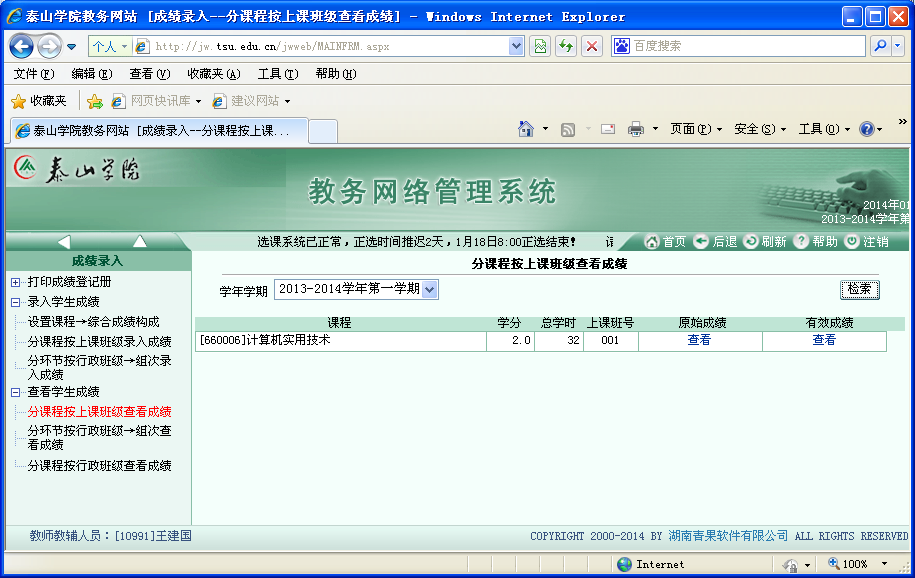 泰山学院教务网站 [成绩录入--分课程按上课班级查看成绩] - Windows Internet Explorer
个人 http://jw.tsu.edu.cn/jwweb/MAINFRM.aspx 百度搜索
文件(F) 编辑(E) 查看(V) 收藏夹(A) 工具(T) 帮助(H)
收藏夹 网页快讯库 建议网站
泰山学院教务网站 [成绩录入--分课程按上课... 页面(P) 安全(S) 工具(O) »
泰山学院
教务网络管理系统
2014年01
2013-2014学年第
选课系统已正常，正选时间推迟2天，1月18日8:00正选结束! 首页 后退 刷新 帮助 注销
成绩录入
打印成绩登记册
录入学生成绩
设置课程→综合成绩构成
分课程按上课班级录入成绩
分环节按行政班级→组次录
入成绩
查看学生成绩
分课程按上课班级查看成绩
分环节按行政班级→组次查
看成绩
分课程按行政班级查看成绩
分课程按上课班级查看成绩
学年学期 2013-2014学年第一学期 检索
课程 学分 总学时 上课班号 原始成绩 有效成绩
[660006]计算机实用技术 2.0 32 001 查看 查看
教师教辅人员：[10991]王建国 COPYRIGHT 2000-2014 BY 湖南青果软件有限公司 ALL RIGHTS RESERVED
Internet 100%